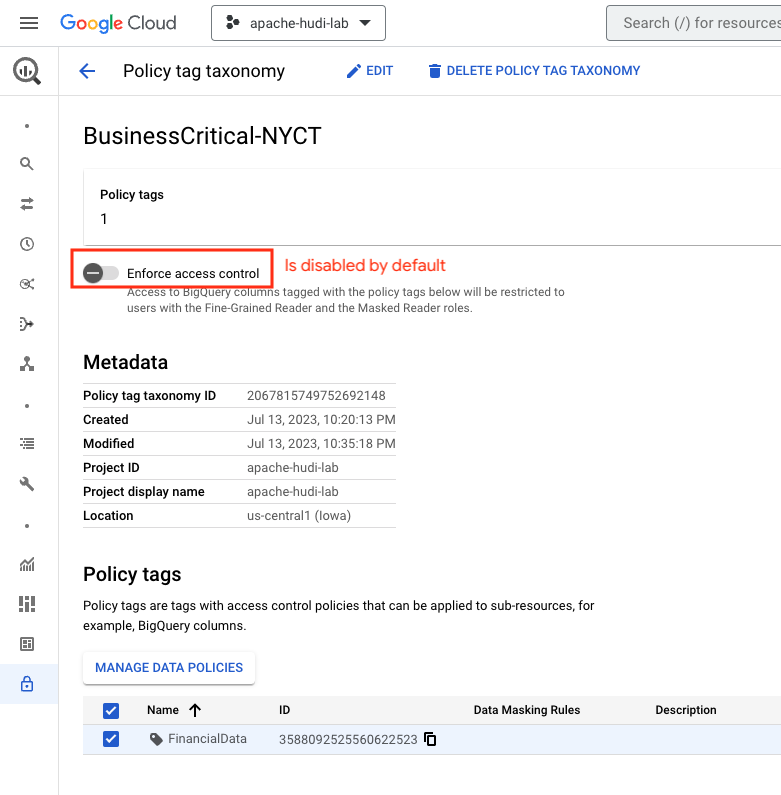 Google Cloud
apache-hudi-lab
Search (/) for resources
Policy tag taxonomy
EDIT
DELETE POLICY TAG TAXONOMY
BusinessCritical-NYCT
Policy tags
1
Enforce access control
Is disabled by default
Access to BigQuery columns tagged with the policy tags below will be restricted to
users with the Fine-Grained Reader and the Masked Reader roles.
Metadata
Policy tag taxonomy ID 2067815749752692148
Created Jul 13, 2023, 10:20:13 PM
Modified Jul 13, 2023, 10:35:18 PM
Project ID apache-hudi-lab
Project display name apache-hudi-lab
Location us-central1 (Iowa)
Policy tags
Policy tags are tags with access control policies that can be applied to sub-resources, for
example, BigQuery columns.
MANAGE DATA POLICIES
Name ID Data Masking Rules Description
FinancialData 3588092525560622523